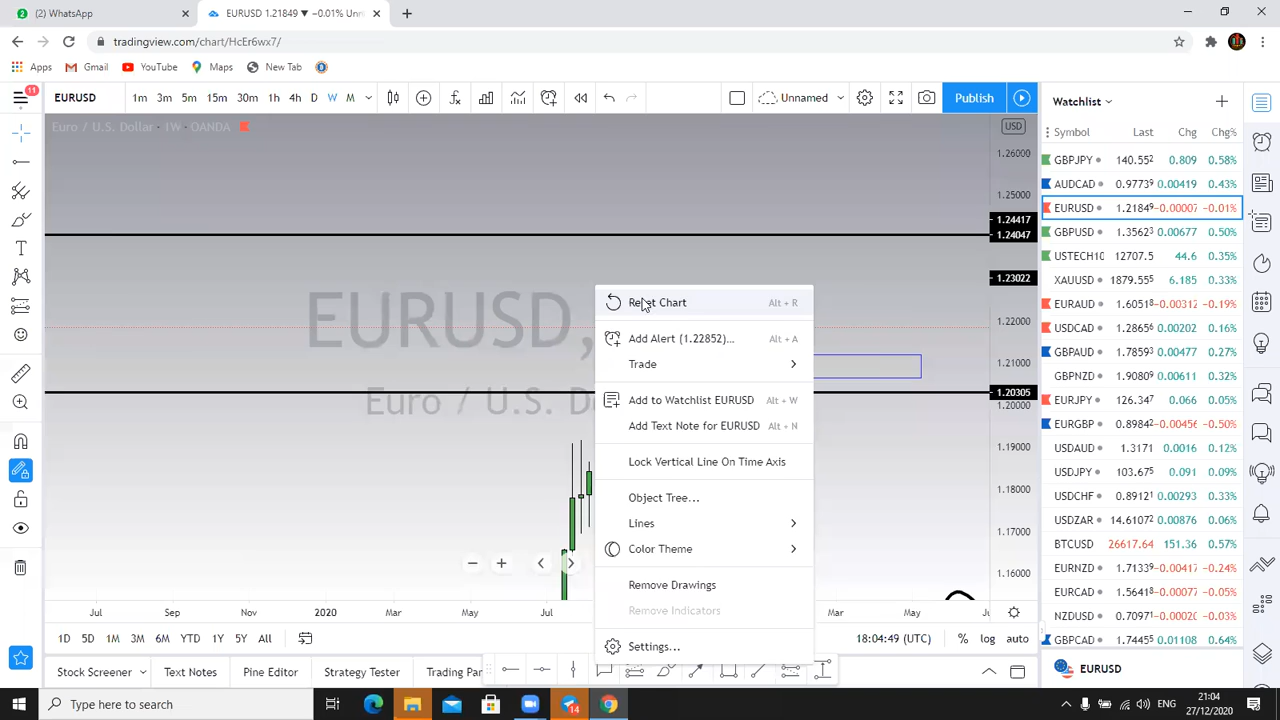 (2) WhatsApp
EURUSD 1.21849 ▼ −0.01% Unn
tradingview.com/chart/HcEr6wx7/
Apps Gmail YouTube Maps New Tab
11
EURUSD 1m 3m 5m 15m 30m 1h 4h D W M Unnamed Publish
Euro / U.S. Dollar · 1W · OANDA
USD
1.26000
1.25000
1.24417
1.24047
1.23022
1.22000
1.21000
1.20305
1.20000
1.19000
1.18000
1.17000
1.16000
EURUSD,
Euro / U.S. Do
Reset Chart Alt + R
Add Alert (1.22852)... Alt + A
Trade
Add to Watchlist EURUSD Alt + W
Add Text Note for EURUSD Alt + N
Lock Vertical Line On Time Axis
Object Tree...
Lines
Color Theme
Remove Drawings
Remove Indicators
Settings...
Jul Sep Nov 2020 Mar May Jul Mar May Ju
1D 5D 1M 3M 6M YTD 1Y 5Y All 18:04:49 (UTC) % log auto
Stock Screener Text Notes Pine Editor Strategy Tester Trading Pan
Watchlist
Symbol Last Chg Chg%
GBPJPY 140.552 0.809 0.58%
AUDCAD 0.97739 0.00419 0.43%
EURUSD 1.21849 −0.00007 −0.01%
GBPUSD 1.35623 0.00677 0.50%
USTECH10 12707.5 44.6 0.35%
XAUUSD 1879.555 6.185 0.33%
EURAUD 1.60518 −0.00312 −0.19%
USDCAD 1.28656 0.00202 0.16%
GBPAUD 1.78593 0.00477 0.27%
GBPNZD 1.90809 0.00611 0.32%
EURJPY 126.347 0.066 0.05%
EURGBP 0.89842 −0.00456 −0.50%
USDAUD 1.3171 0.0016 0.12%
USDJPY 103.675 0.091 0.09%
USDCHF 0.89121 0.00293 0.33%
USDZAR 14.61072 0.00876 0.06%
BTCUSD 26617.64 151.36 0.57%
EURNZD 1.71339 −0.00417 −0.24%
EURCAD 1.56418 −0.00077 −0.05%
NZDUSD 0.70971 −0.00020 −0.03%
GBPCAD 1.74455 0.01108 0.64%
EURUSD
Type here to search
14
ENG
21:04
27/12/2020